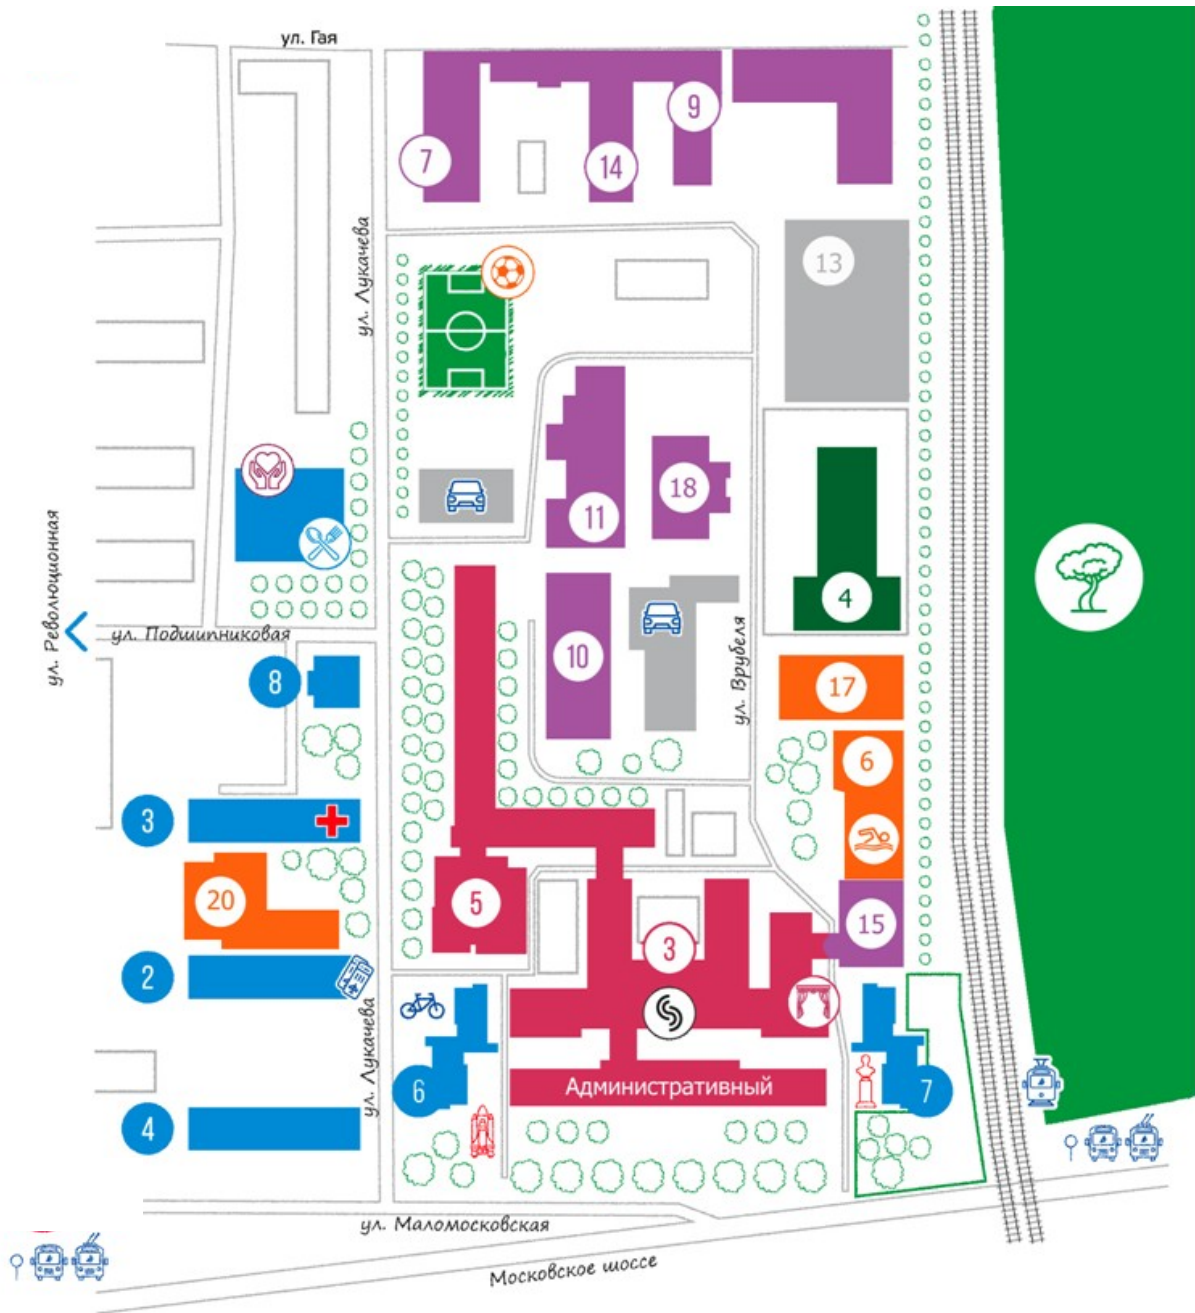 ул. Гая
9
7
14
ул. Лукачева
13
18
11
ул. Революционная
4
ул. Подшипниковая
10
ул. Врубеля
8
17
6
3
20
5
15
3
2
ул. Лукачева
Административный
6
7
4
ул. Маломосковская
Московское шоссе